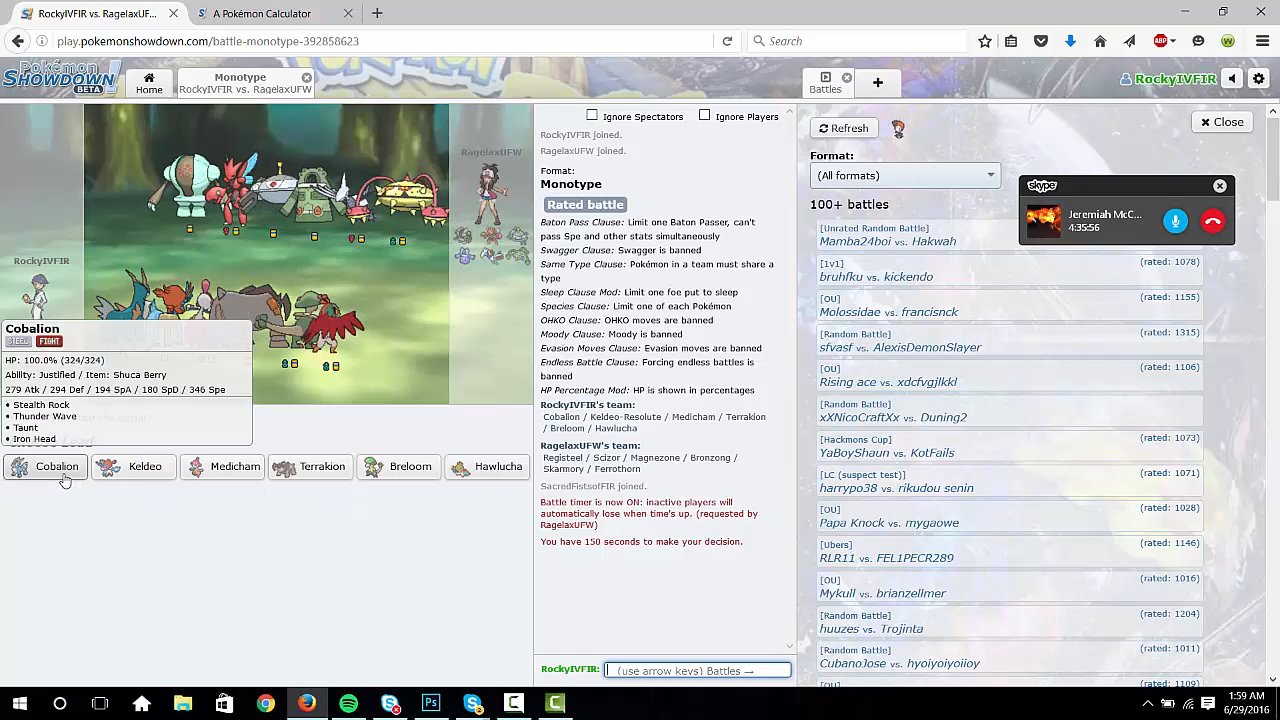 RockyIVFIR vs. RagelaxUF...
A Pokémon Calculator
play.pokemonshowdown.com/battle-monotype-392858623
Search
ABP
W
POKÉMON
SHOWDOWN
BETA
Home
Monotype
RockyIVFIR vs. RagelaxUFW
Battles
RockyIVFIR
RagelaxUFW
RockyIVFIR
Cobalion
STEEL FIGHT
HP: 100.0% (324/324)
Ability: Justified / Item: Shuca Berry
279 Atk / 294 Def / 194 SpA / 180 SpD / 346 Spe
• Stealth Rock
• Thunder Wave
• Taunt
• Iron Head
Cobalion
Keldeo
Medicham
Terrakion
Breloom
Hawlucha
Ignore Spectators
Ignore Players
RockyIVFIR joined.
RagelaxUFW joined.
Format:
Monotype
Rated battle
Baton Pass Clause: Limit one Baton Passer, can't
pass Spe and other stats simultaneously
Swagger Clause: Swagger is banned
Same Type Clause: Pokémon in a team must share a
type
Sleep Clause Mod: Limit one foe put to sleep
Species Clause: Limit one of each Pokémon
OHKO Clause: OHKO moves are banned
Moody Clause: Moody is banned
Evasion Moves Clause: Evasion moves are banned
Endless Battle Clause: Forcing endless battles is
banned
HP Percentage Mod: HP is shown in percentages
RockyIVFIR's team:
Cobalion / Keldeo-Resolute / Medicham / Terrakion
/ Breloom / Hawlucha
RagelaxUFW's team:
Registeel / Scizor / Magnezone / Bronzong /
Skarmory / Ferrothorn
SacredFistsofFIR joined.
Battle timer is now ON: inactive players will
automatically lose when time's up. (requested by
RagelaxUFW)
You have 150 seconds to make your decision.
RockyIVFIR:
(use arrow keys) Battles →
Refresh
Close
Format:
(All formats)
100+ battles
skype
Jeremiah McC...
4:35:56
[Unrated Random Battle]
Mamba24boi vs. Hakwah
[1v1]
(rated: 1078)
bruhfku vs. kickendo
[OU]
(rated: 1155)
Molossidae vs. francisnck
[Random Battle]
(rated: 1315)
sfvasf vs. AlexisDemonSlayer
[OU]
(rated: 1106)
Rising ace vs. xdcfvgjlkkl
[Random Battle]
(rated: 1034)
xXNicoCraftXx vs. Duning2
[Hackmons Cup]
(rated: 1073)
YaBoyShaun vs. KotFails
[LC (suspect test)]
(rated: 1071)
harrypo38 vs. rikudou senin
[OU]
(rated: 1028)
Papa Knock vs. mygaowe
[Ubers]
(rated: 1146)
RLR11 vs. FEL1PECR289
[OU]
(rated: 1016)
Mykull vs. brianzellmer
[Random Battle]
(rated: 1204)
huuzes vs. Trojinta
[Random Battle]
(rated: 1011)
CubanoJose vs. hyoiyoiyoiioy
1:59 AM
6/29/2016